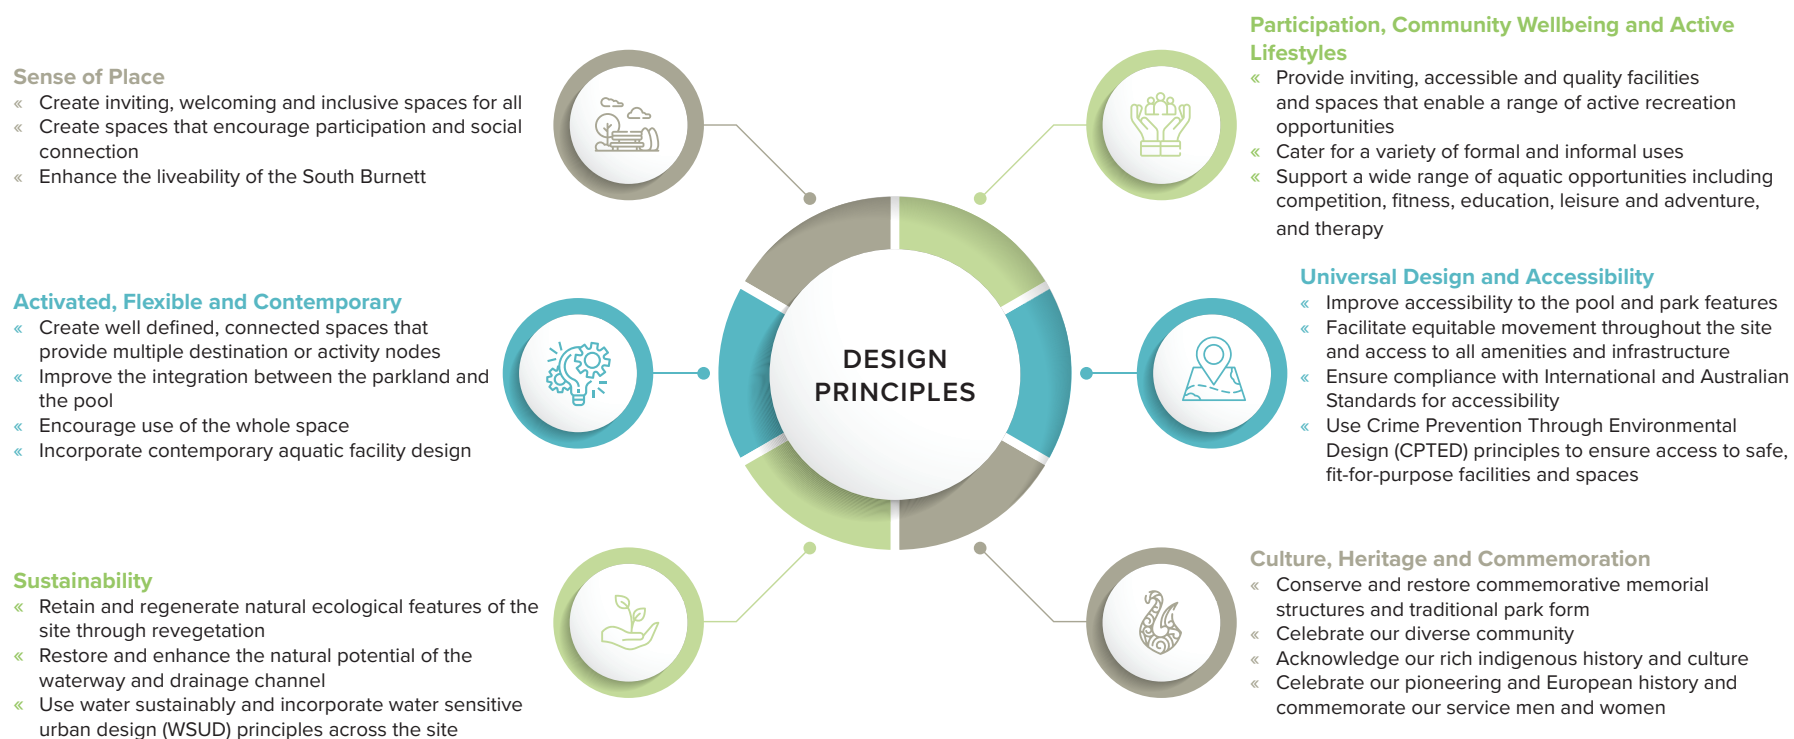 Sense of Place
« Create inviting, welcoming and inclusive spaces for all
« Create spaces that encourage participation and social
connection
« Enhance the liveability of the South Burnett
Activated, Flexible and Contemporary
« Create well defined, connected spaces that
provide multiple destination or activity nodes
« Improve the integration between the parkland and
the pool
« Encourage use of the whole space
« Incorporate contemporary aquatic facility design
Sustainability
« Retain and regenerate natural ecological features of the
site through revegetation
« Restore and enhance the natural potential of the
waterway and drainage channel
« Use water sustainably and incorporate water sensitive
urban design (WSUD) principles across the site
DESIGN
PRINCIPLES
Participation, Community Wellbeing and Active
Lifestyles
« Provide inviting, accessible and quality facilities
and spaces that enable a range of active recreation
opportunities
« Cater for a variety of formal and informal uses
« Support a wide range of aquatic opportunities including
competition, fitness, education, leisure and adventure,
and therapy
Universal Design and Accessibility
« Improve accessibility to the pool and park features
« Facilitate equitable movement throughout the site
and access to all amenities and infrastructure
« Ensure compliance with International and Australian
Standards for accessibility
« Use Crime Prevention Through Environmental
Design (CPTED) principles to ensure access to safe,
fit-for-purpose facilities and spaces
Culture, Heritage and Commemoration
« Conserve and restore commemorative memorial
structures and traditional park form
« Celebrate our diverse community
« Acknowledge our rich indigenous history and culture
« Celebrate our pioneering and European history and
commemorate our service men and women